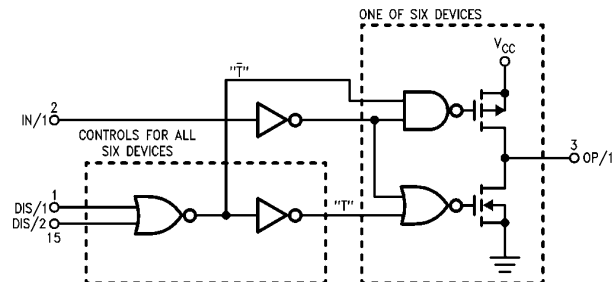 ONE OF SIX DEVICES
VCC
"T̅"
2
IN/1
3
OP/1
CONTROLS FOR ALL
SIX DEVICES
1
DIS/1
DIS/2
15
"T"